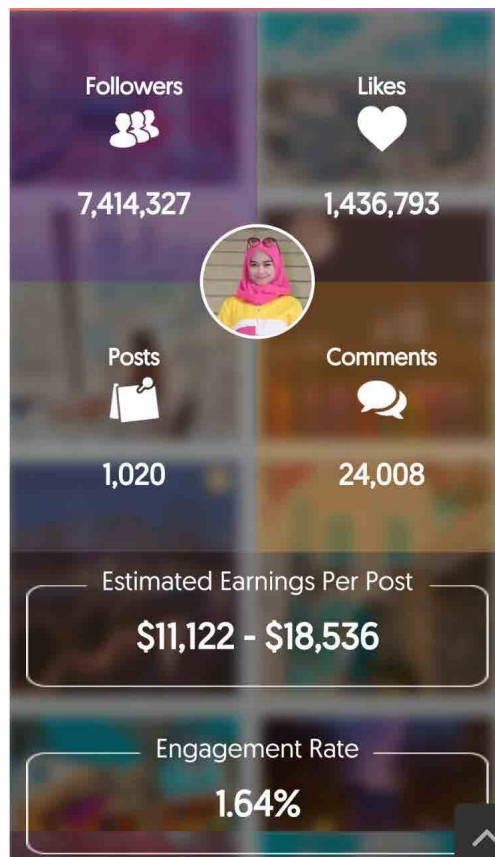 Followers
Likes
7,414,327
1,436,793
Posts
Comments
1,020
24,008
Estimated Earnings Per Post
$11,122 - $18,536
Engagement Rate
1.64%